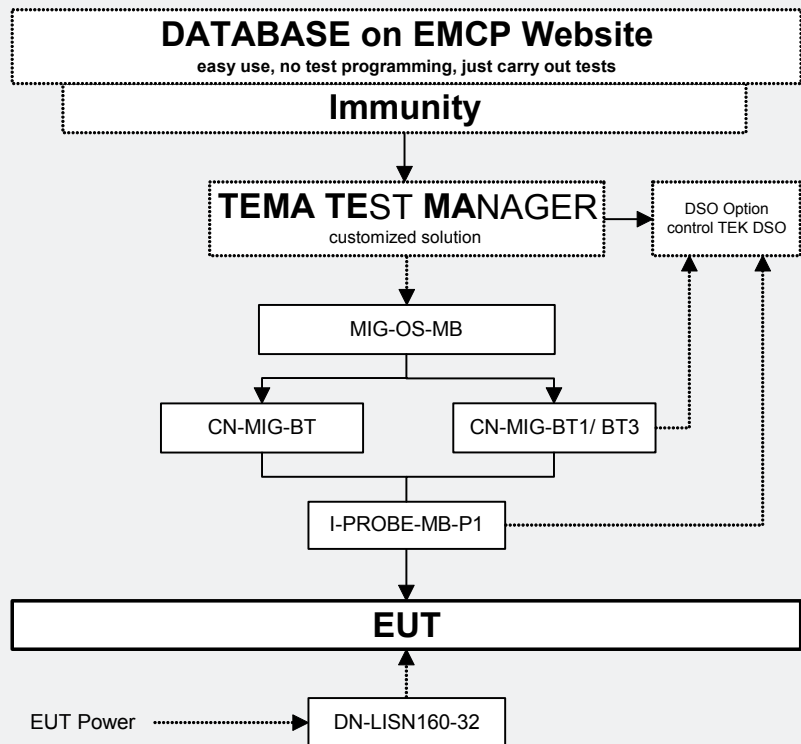 DATABASE on EMCP Website
easy use, no test programming, just carry out tests
Immunity
TEMA TEST MANAGER
customized solution
DSO Option
control TEK DSO
MIG-OS-MB
CN-MIG-BT
CN-MIG-BT1/ BT3
I-PROBE-MB-P1
EUT
EUT Power
DN-LISN160-32